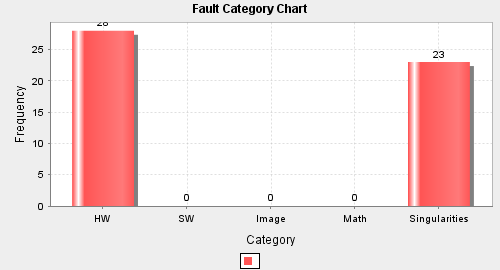 Fault Category Chart
28
25
20
15
10
5
0
Frequency
0
0
0
23
HW
SW
Image
Math
Singularities
Category